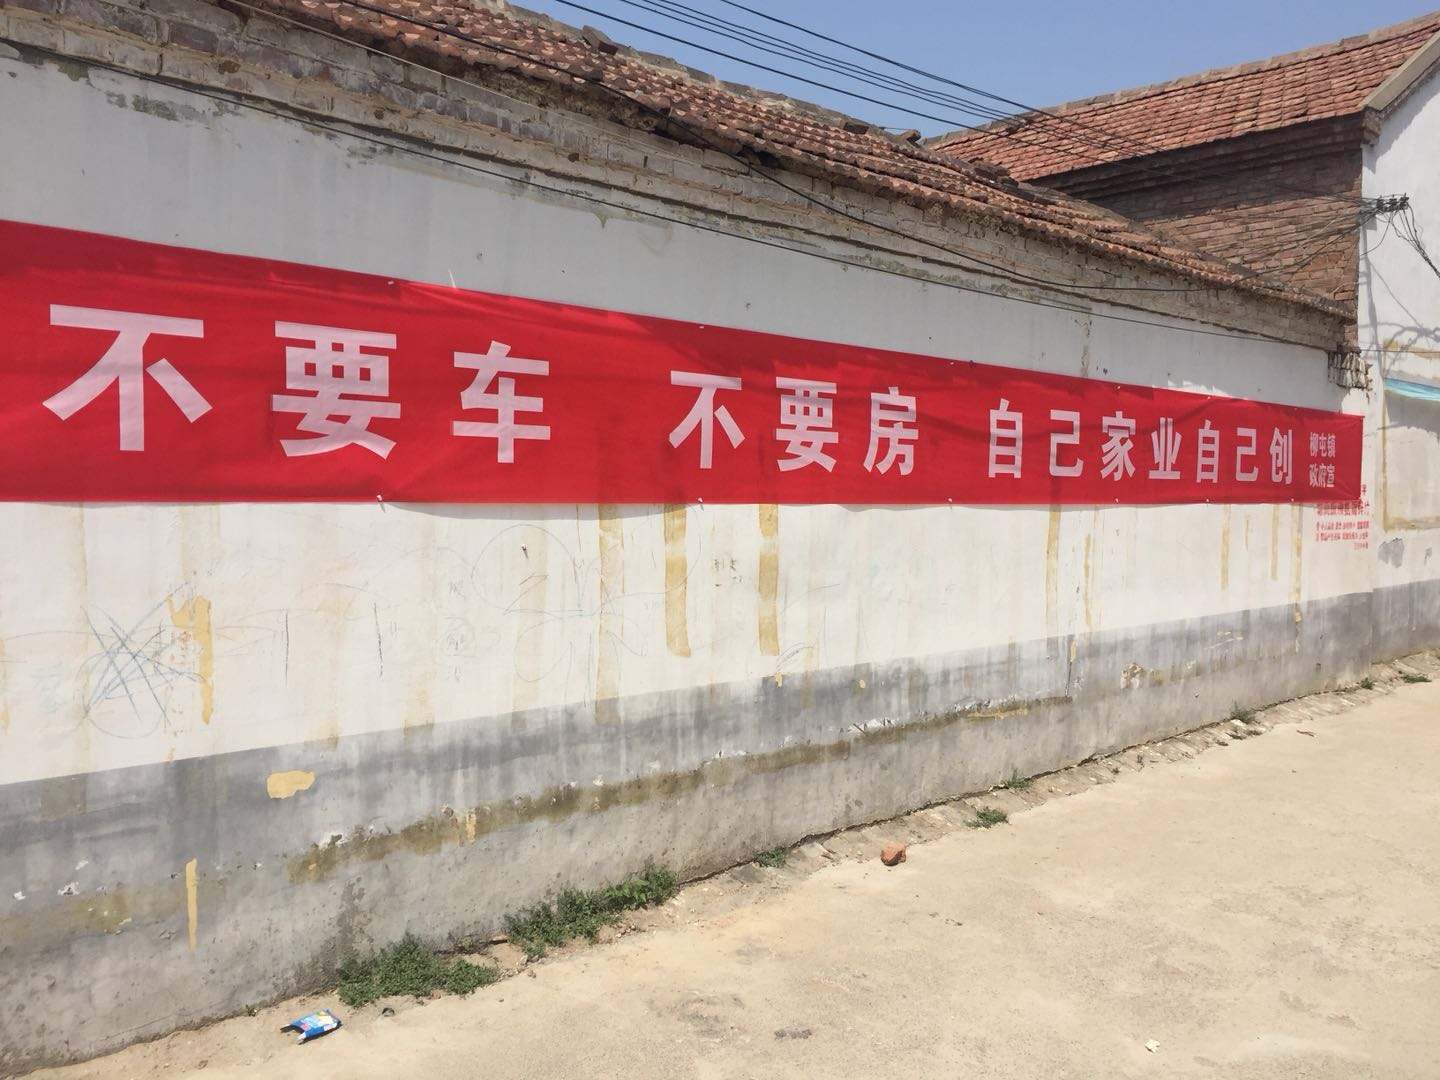 不要车 不要房 自己家业自己创
柳屯镇
政府宣